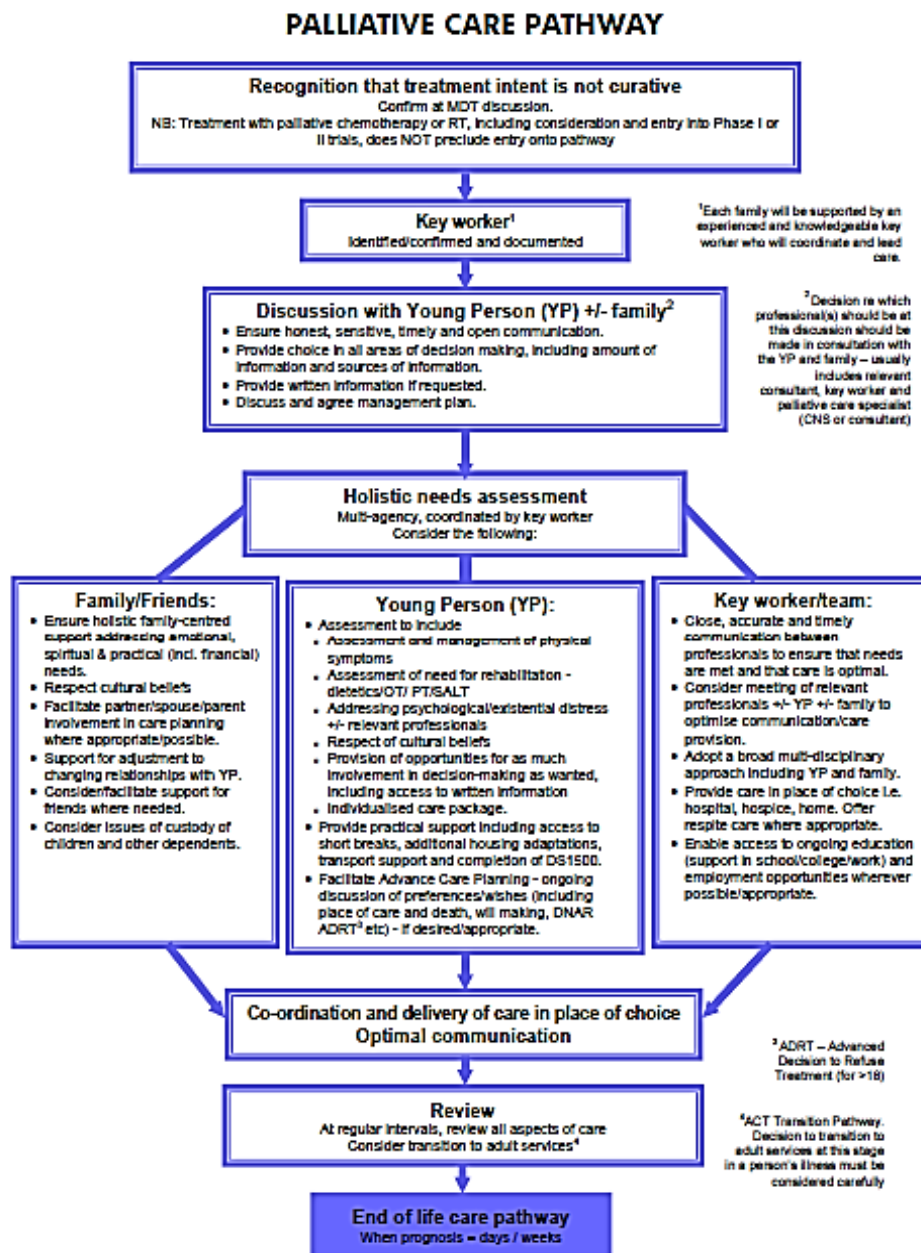 PALLIATIVE CARE PATHWAY
Recognition that treatment intent is not curative
Confirm at MDT discussion.
NB: Treatment with palliative chemotherapy or RT, including consideration and entry into Phase I or
II trials, does NOT preclude entry onto pathway
Key worker¹
Identified/confirmed and documented
¹Each family will be supported by an
experienced and knowledgeable key
worker who will coordinate and lead
care.
Discussion with Young Person (YP) +/- family²
• Ensure honest, sensitive, timely and open communication.
• Provide choice in all areas of decision making, including amount of
information and sources of information.
• Provide written information if requested.
• Discuss and agree management plan.
² Decision re which
professional(s) should be at
this discussion should be
made in consultation with
the YP and family – usually
includes relevant
consultant, key worker and
palliative care specialist
(CNS or consultant)
Holistic needs assessment
Multi-agency, coordinated by key worker
Consider the following:
Family/Friends:
• Ensure holistic family-centred
support addressing emotional,
spiritual & practical (incl. financial)
needs.
• Respect cultural beliefs
• Facilitate partner/spouse/parent
involvement in care planning
where appropriate/possible.
• Support for adjustment to
changing relationships with YP.
• Consider/facilitate support for
friends where needed.
• Consider issues of custody of
children and other dependents.
Young Person (YP):
• Assessment to include
• Assessment and management of physical
symptoms
• Assessment of need for rehabilitation -
dietetics/OT/ PT/SALT
• Addressing psychological/existential distress
+/- relevant professionals
• Respect of cultural beliefs
• Provision of opportunities for as much
involvement in decision-making as wanted,
including access to written information
• Individualised care package.
• Provide practical support including access to
short breaks, additional housing adaptations,
transport support and completion of DS1500.
• Facilitate Advance Care Planning - ongoing
discussion of preferences/wishes (including
place of care and death, will making, DNAR
ADRT³ etc) - if desired/appropriate.
Key worker/team:
• Close, accurate and timely
communication between
professionals to ensure that needs
are met and that care is optimal.
• Consider meeting of relevant
professionals +/- YP +/- family to
optimise communication/care
provision.
• Adopt a broad multi-disciplinary
approach including YP and family.
• Provide care in place of choice i.e.
hospital, hospice, home. Offer
respite care where appropriate.
• Enable access to ongoing education
(support in school/college/work) and
employment opportunities wherever
possible/appropriate.
Co-ordination and delivery of care in place of choice
Optimal communication
³ ADRT – Advanced
Decision to Refuse
Treatment (for >18)
Review
At regular intervals, review all aspects of care
Consider transition to adult services⁴
⁴ACT Transition Pathway.
Decision to transition to
adult services at this stage
in a person's illness must be
considered carefully
End of life care pathway
When prognosis = days / weeks